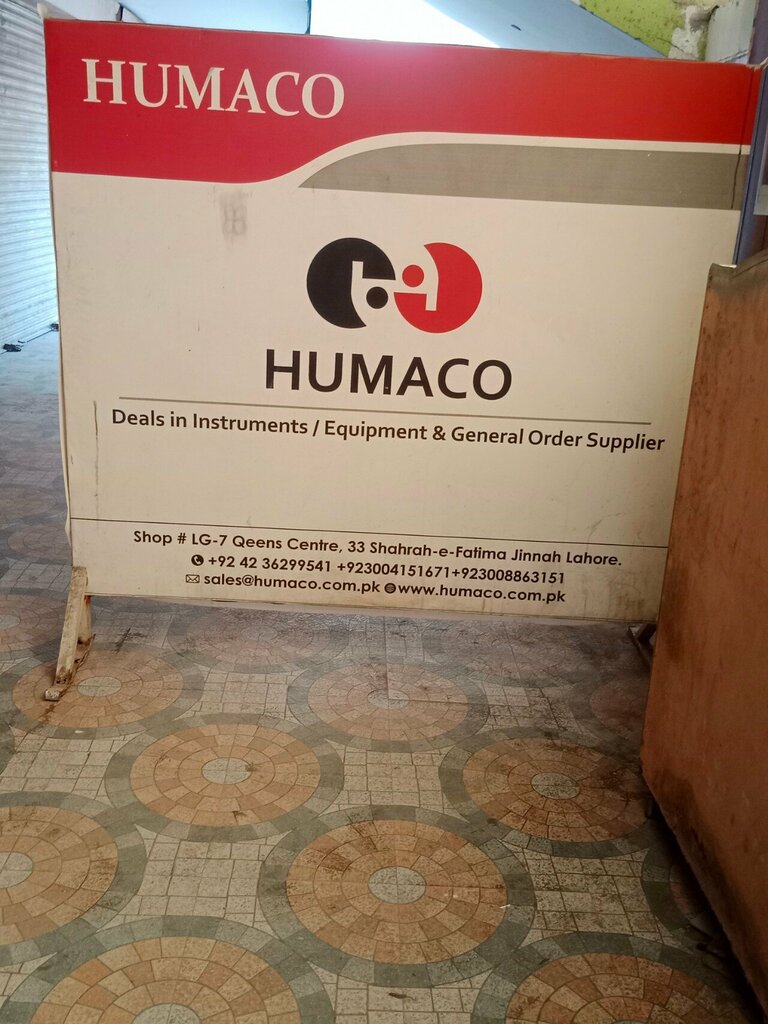 HUMACO
HUMACO
Deals in Instruments / Equipment & General Order Supplier
Shop # LG-7 Qeens Centre, 33 Shahrah-e-Fatima Jinnah Lahore.
+92 42 36299541 +923004151671+923008863151
sales@humaco.com.pk www.humaco.com.pk